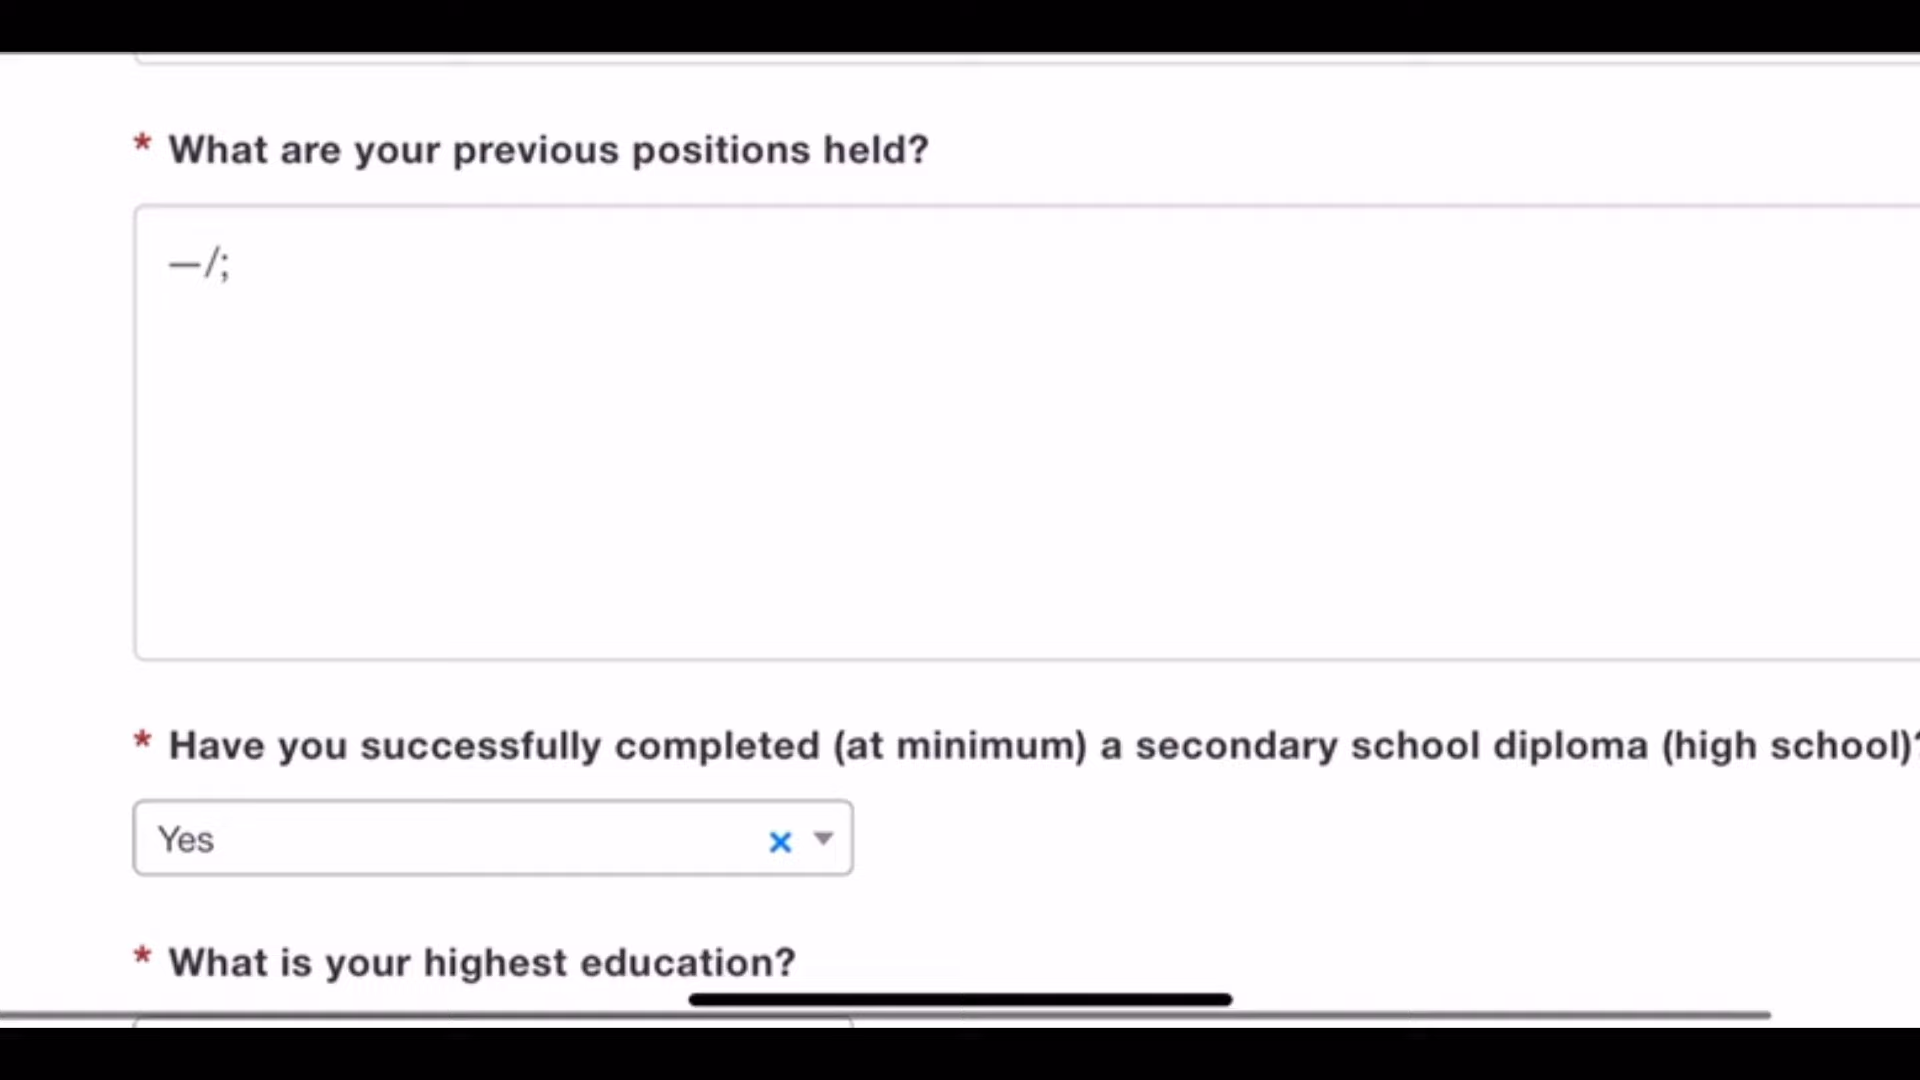 * What are your previous positions held?
—/;
* Have you successfully completed (at minimum) a secondary school diploma (high school)?
Yes
* What is your highest education?